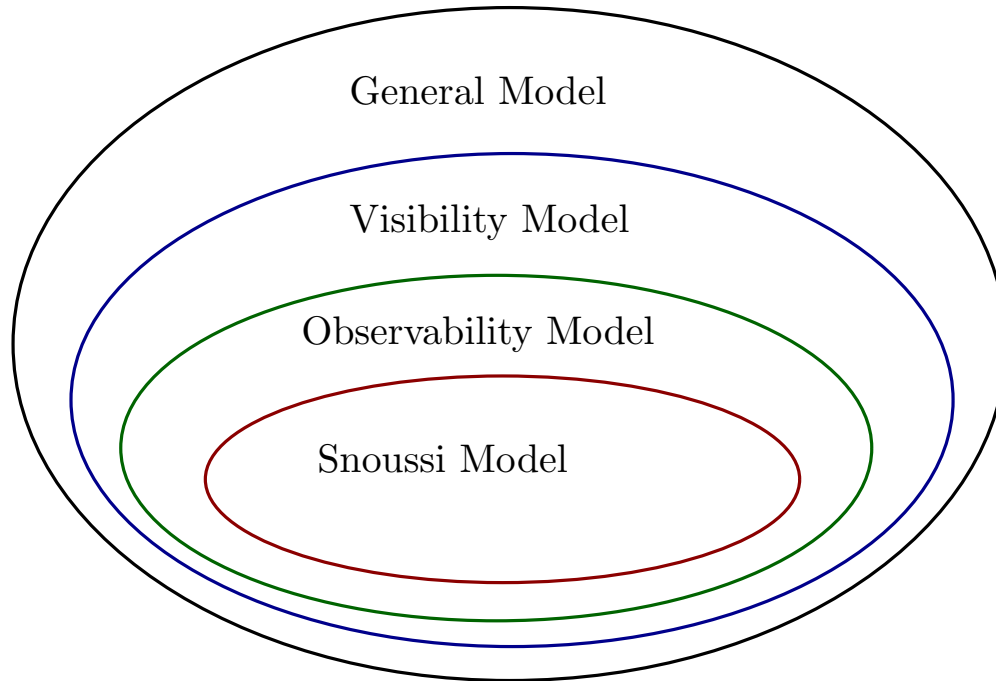 General Model
Visibility Model
Observability Model
Snoussi Model